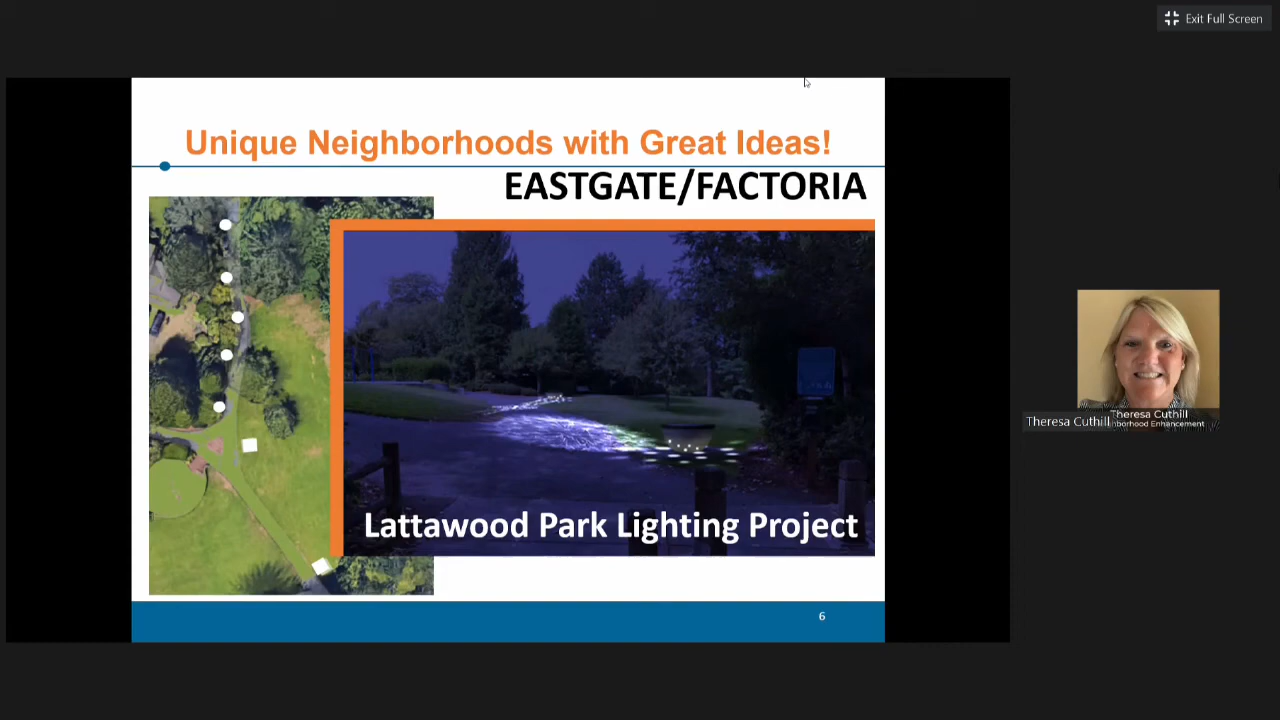 Exit Full Screen
Unique Neighborhoods with Great Ideas!
EASTGATE/FACTORIA
Lattawood Park Lighting Project
6
Theresa Cuthill
Theresa Cuthill
borhood Enhancement